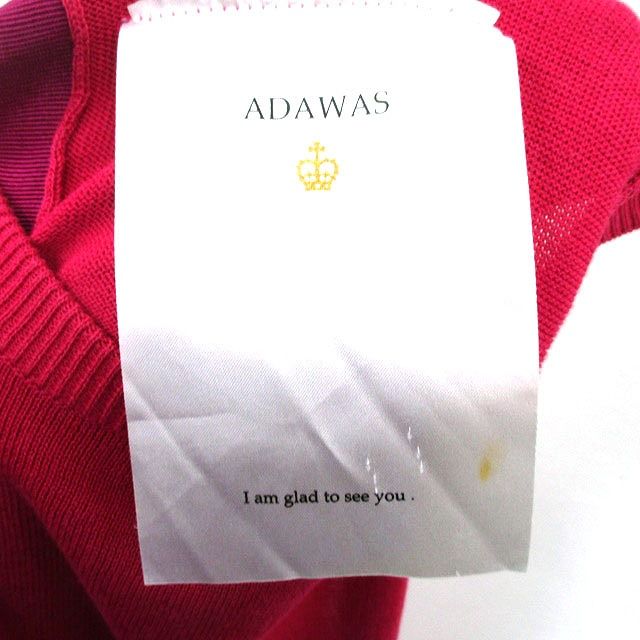 ADAWAS
I am glad to see you .